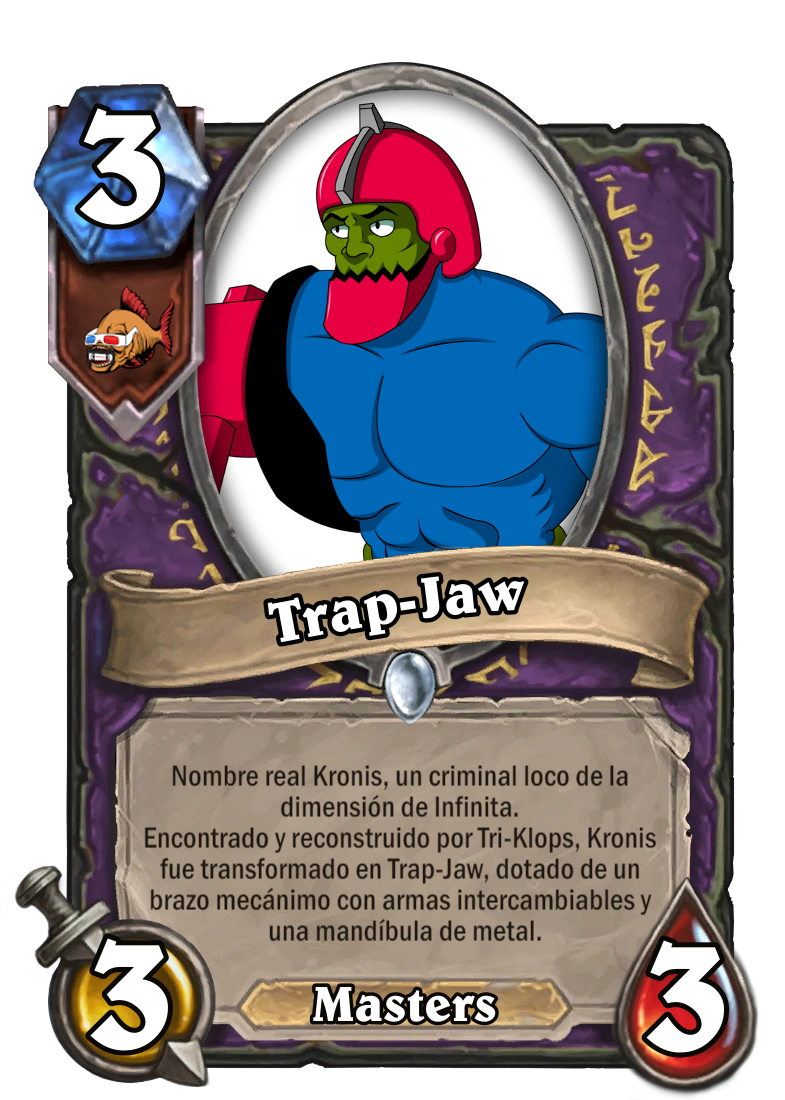 3
Trap-Jaw
Nombre real Kronis, un criminal loco de la
dimensión de Infinita.
Encontrado y reconstruido por Tri-Klops, Kronis
fue transformado en Trap-Jaw, dotado de un
brazo mecánimo con armas intercambiables y
una mandíbula de metal.
3
Masters
3